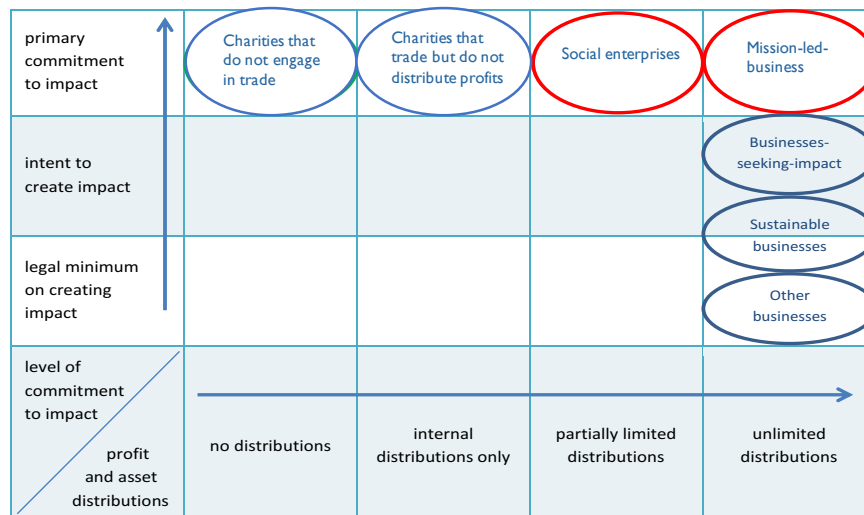 primary
commitment
to impact
Charities that
do not engage
in trade
Charities that
trade but do not
distribute profits
Social enterprises
Mission-led-
business
intent to
create impact
Businesses-
seeking-impact
Sustainable
businesses
legal minimum
on creating
impact
Other
businesses
level of
commitment
to impact
profit
and asset
distributions
no distributions
internal
distributions only
partially limited
distributions
unlimited
distributions